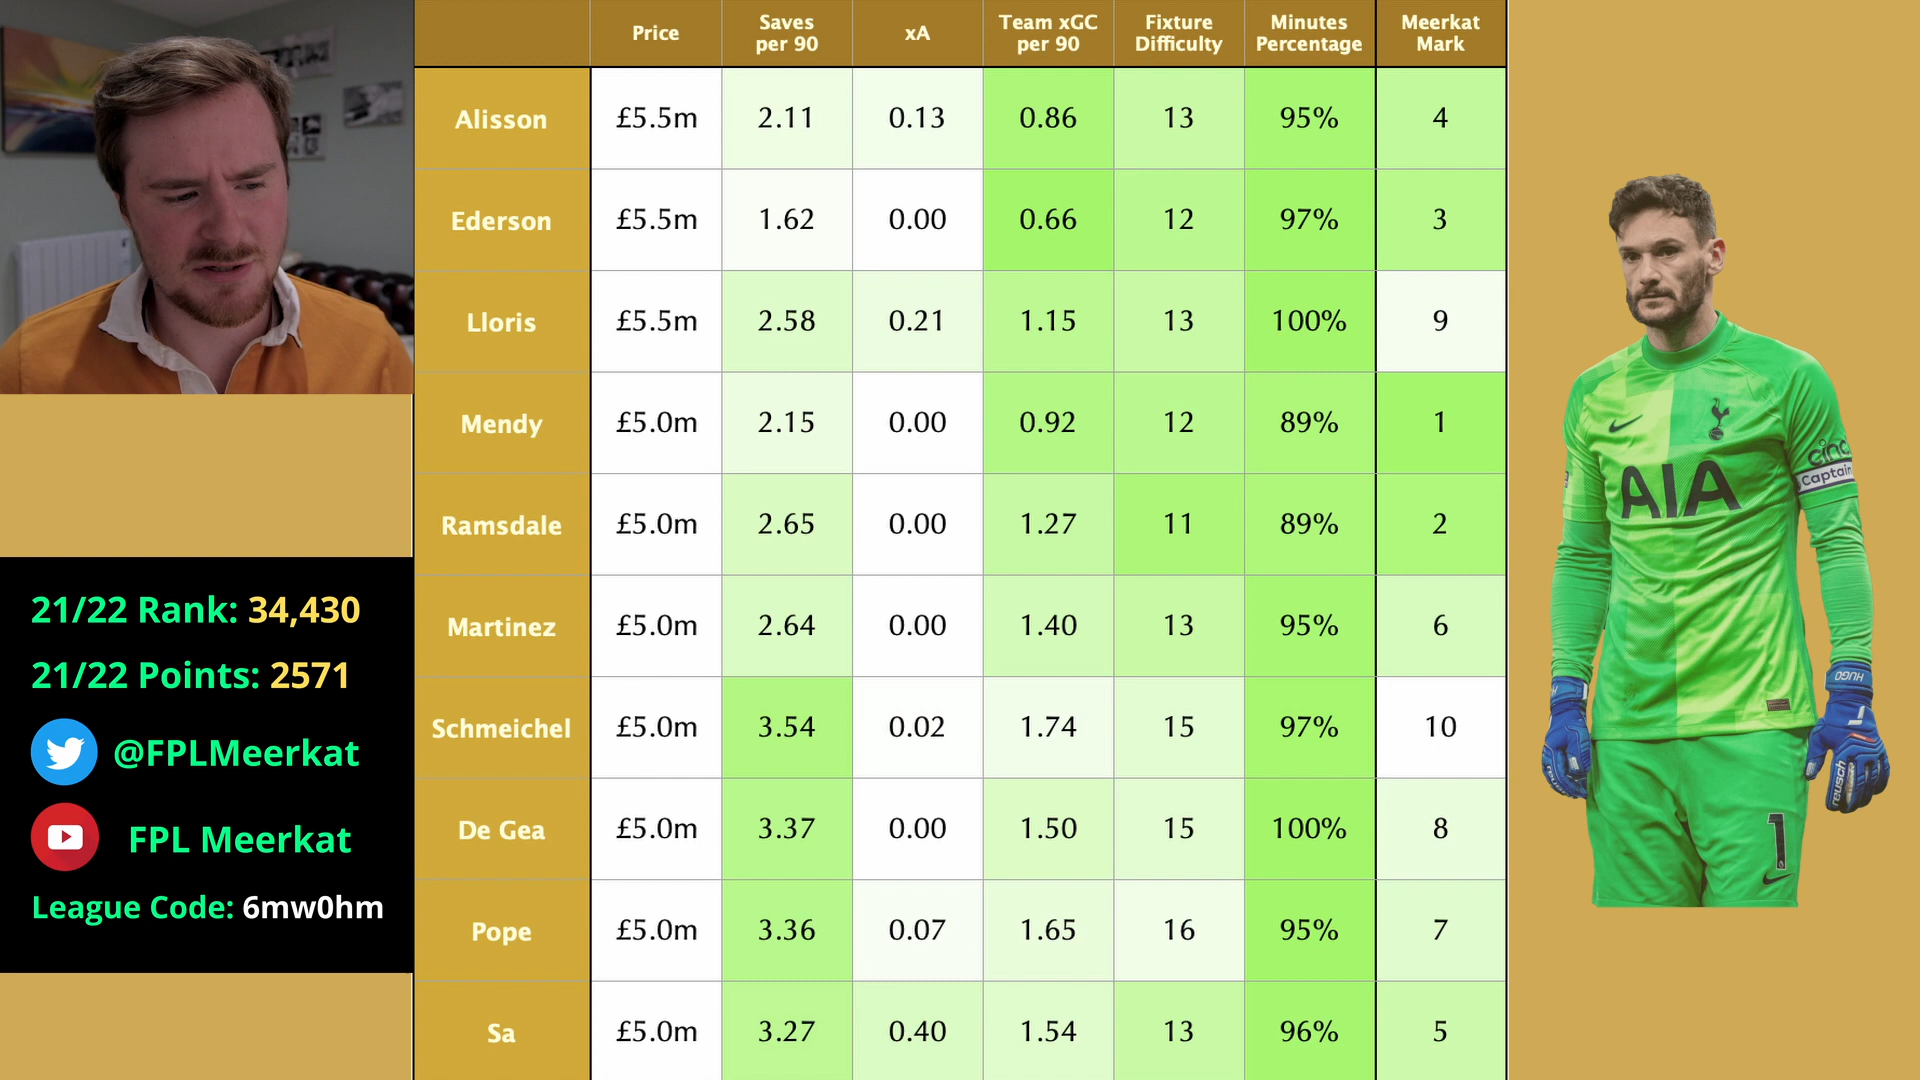 Price
Saves per 90
xA
Team xGC per 90
Fixture Difficulty
Minutes Percentage
Meerkat Mark
Alisson £5.5m 2.11 0.13 0.86 13 95% 4
Ederson £5.5m 1.62 0.00 0.66 12 97% 3
Lloris £5.5m 2.58 0.21 1.15 13 100% 9
Mendy £5.0m 2.15 0.00 0.92 12 89% 1
Ramsdale £5.0m 2.65 0.00 1.27 11 89% 2
Martinez £5.0m 2.64 0.00 1.40 13 95% 6
Schmeichel £5.0m 3.54 0.02 1.74 15 97% 10
De Gea £5.0m 3.37 0.00 1.50 15 100% 8
Pope £5.0m 3.36 0.07 1.65 16 95% 7
Sa £5.0m 3.27 0.40 1.54 13 96% 5
21/22 Rank: 34,430
21/22 Points: 2571
@FPLMeerkat
FPL Meerkat
League Code: 6mw0hm
AIA
cinc
Captain
HUGO
reusch
1